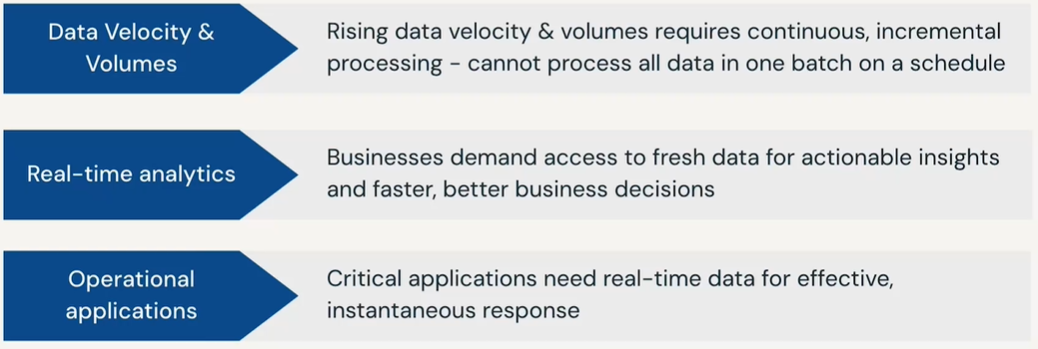 Data Velocity &
Volumes
Rising data velocity & volumes requires continuous, incremental
processing - cannot process all data in one batch on a schedule
Real-time analytics
Businesses demand access to fresh data for actionable insights
and faster, better business decisions
Operational
applications
Critical applications need real-time data for effective,
instantaneous response